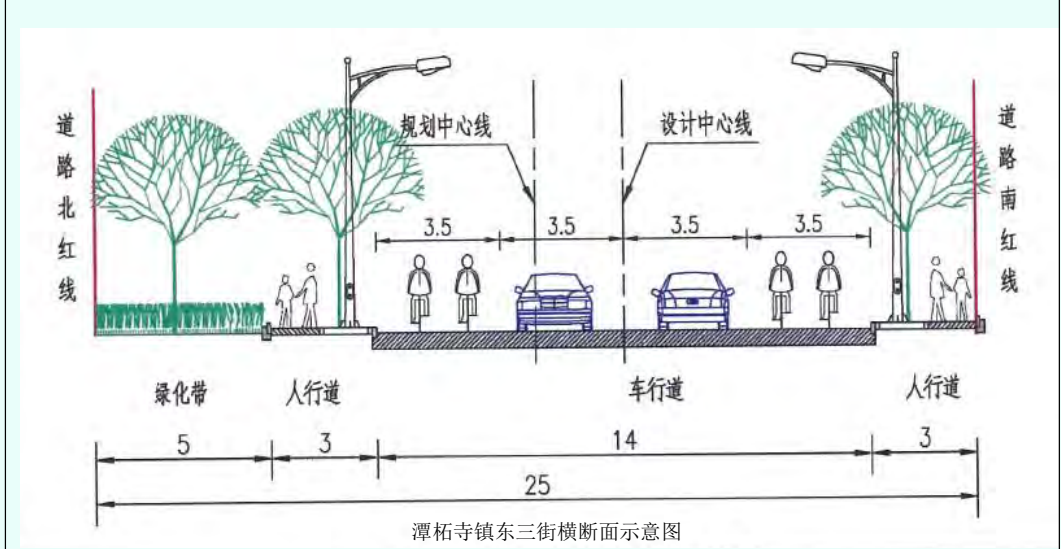 道路北红线
规划中心线
设计中心线
道路南红线
3.5
3.5
3.5
3.5
绿化带
人行道
车行道
人行道
5
3
14
3
25
潭柘寺镇东三街横断面示意图